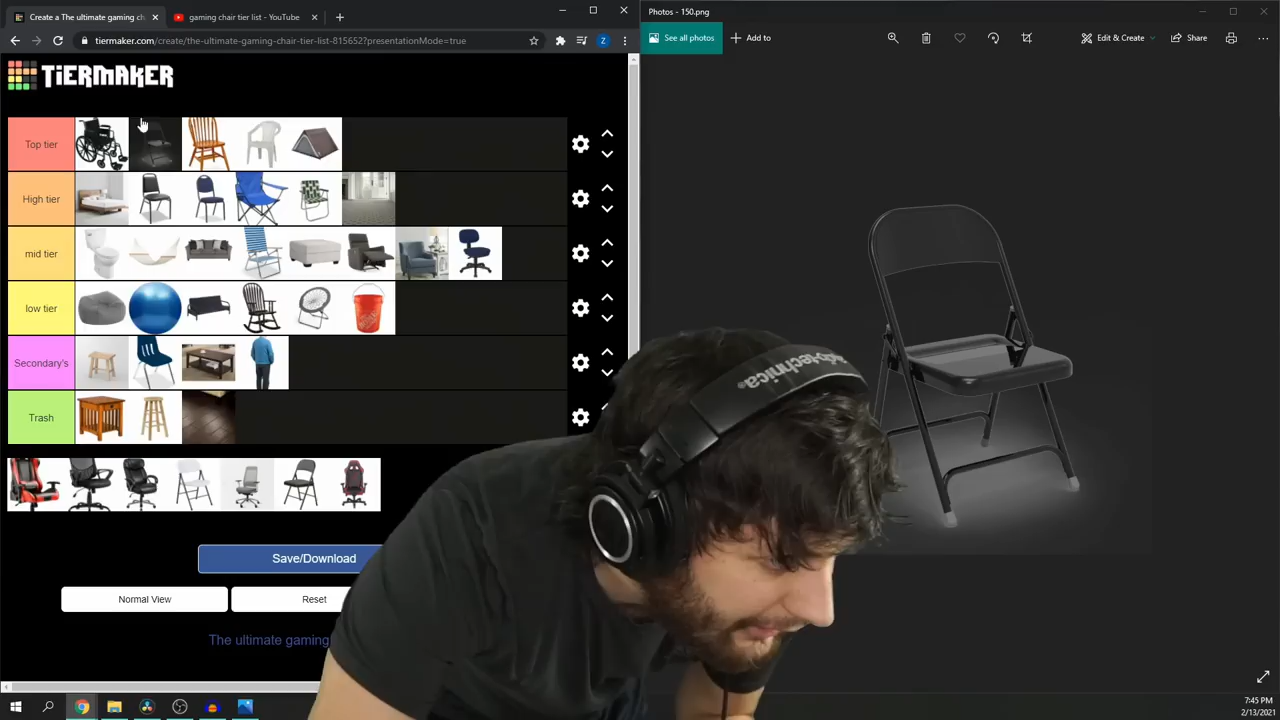 Create a The ultimate gaming ch
gaming chair tier list - YouTube
tiermaker.com/create/the-ultimate-gaming-chair-tier-list-815652?presentationMode=true
Z
TiERMAKER
Top tier
High tier
mid tier
low tier
Secondary's
Trash
Save/Download
Normal View
Reset
The ultimate gaming
Photos - 150.png
See all photos
Add to
Edit & Create
Share
audio-technica
7:45 PM
2/13/2021